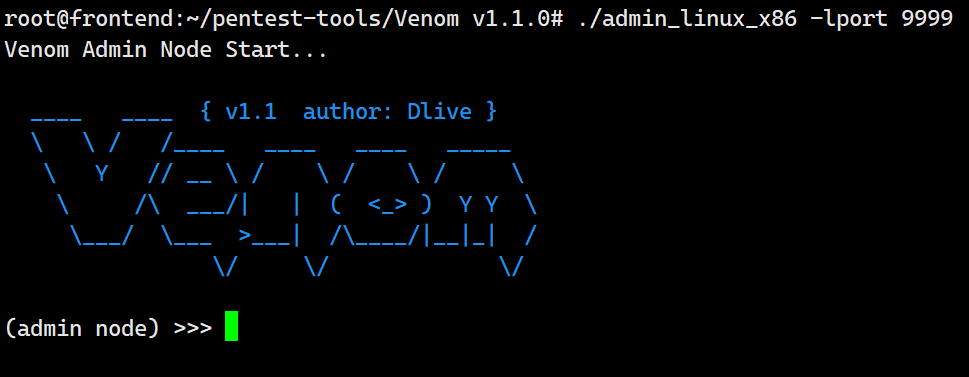 root@frontend:~/pentest-tools/Venom v1.1.0# ./admin_linux_x86 -lport 9999
Venom Admin Node Start...
  ____   ____  { v1.1  author: Dlive }
  \   \ /   /____   ____   ____   _____
   \   Y   // __ \ /    \ /    \ /     \
    \     /\  ___/|   |  (  <_> )  Y Y  \
     \___/  \___  >___|  /\____/|__|_|  /
                \/     \/             \/
(admin node) >>>